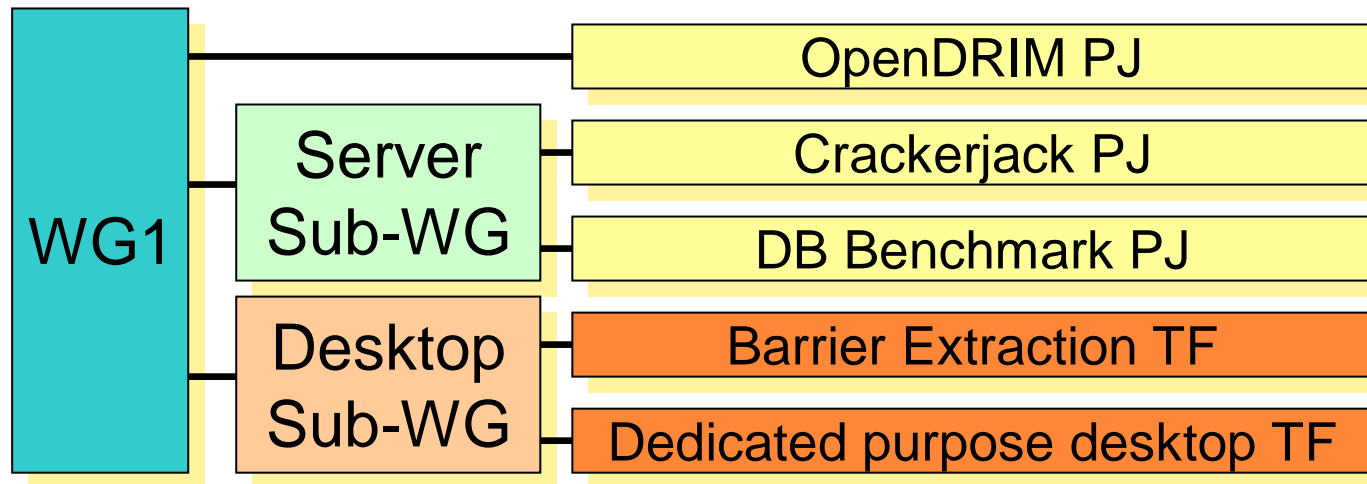 WG1
OpenDRIM PJ
Server
Sub-WG
Crackerjack PJ
DB Benchmark PJ
Desktop
Sub-WG
Barrier Extraction TF
Dedicated purpose desktop TF